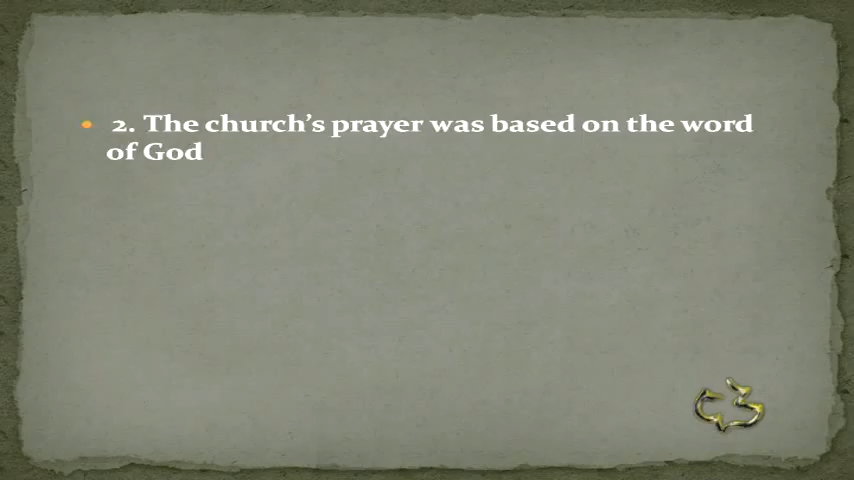 • 2. The church’s prayer was based on the word
of God